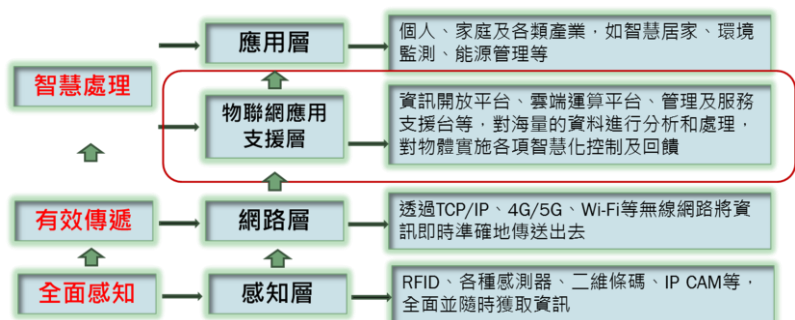 應用層
個人、家庭及各類產業，如智慧居家、環境
監測、能源管理等
智慧處理
物聯網應用
支援層
資訊開放平台、雲端運算平台、管理及服務
支援台等，對海量的資料進行分析和處理，
對物體實施各項智慧化控制及回饋
有效傳遞
網路層
透過TCP/IP、4G/5G、Wi-Fi等無線網路將資
訊即時準確地傳送出去
全面感知
感知層
RFID、各種感測器、二維條碼、IP CAM等，
全面並隨時獲取資訊